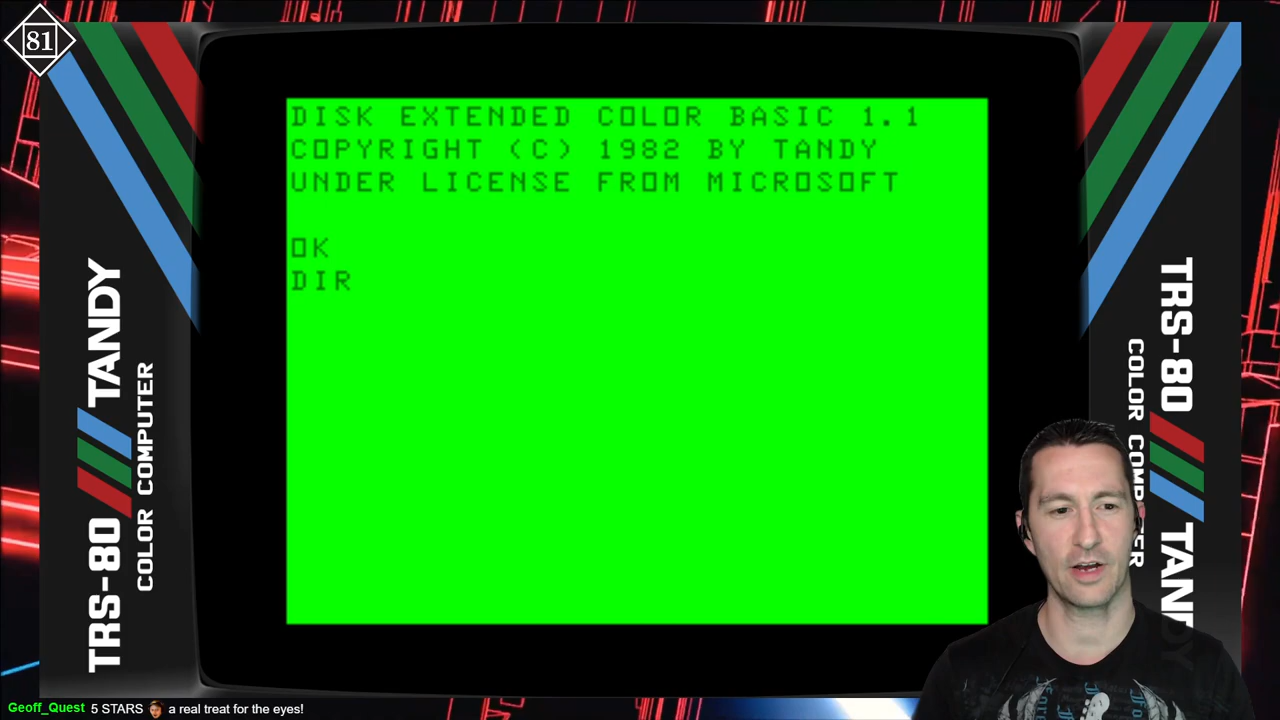 81
DISK EXTENDED COLOR BASIC 1.1
COPYRIGHT (C) 1982 BY TANDY
UNDER LICENSE FROM MICROSOFT
OK
DIR
TRS-80 TANDY
COLOR COMPUTER
TRS-80 TANDY
COLOR COMPUTER
Geoff_Quest 5 STARS a real treat for the eyes!